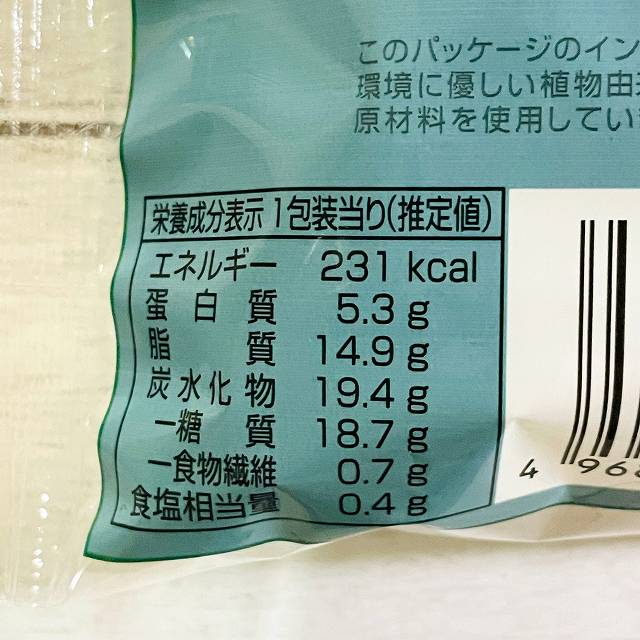 このパッケージのイン
環境に優しい植物由
原材料を使用してい
栄養成分表示 1包装当り(推定値)
エネルギー 231 kcal
蛋白質 5.3 g
脂質 14.9 g
炭水化物 19.4 g
-糖質 18.7 g
-食物繊維 0.7 g
食塩相当量 0.4 g
4 968